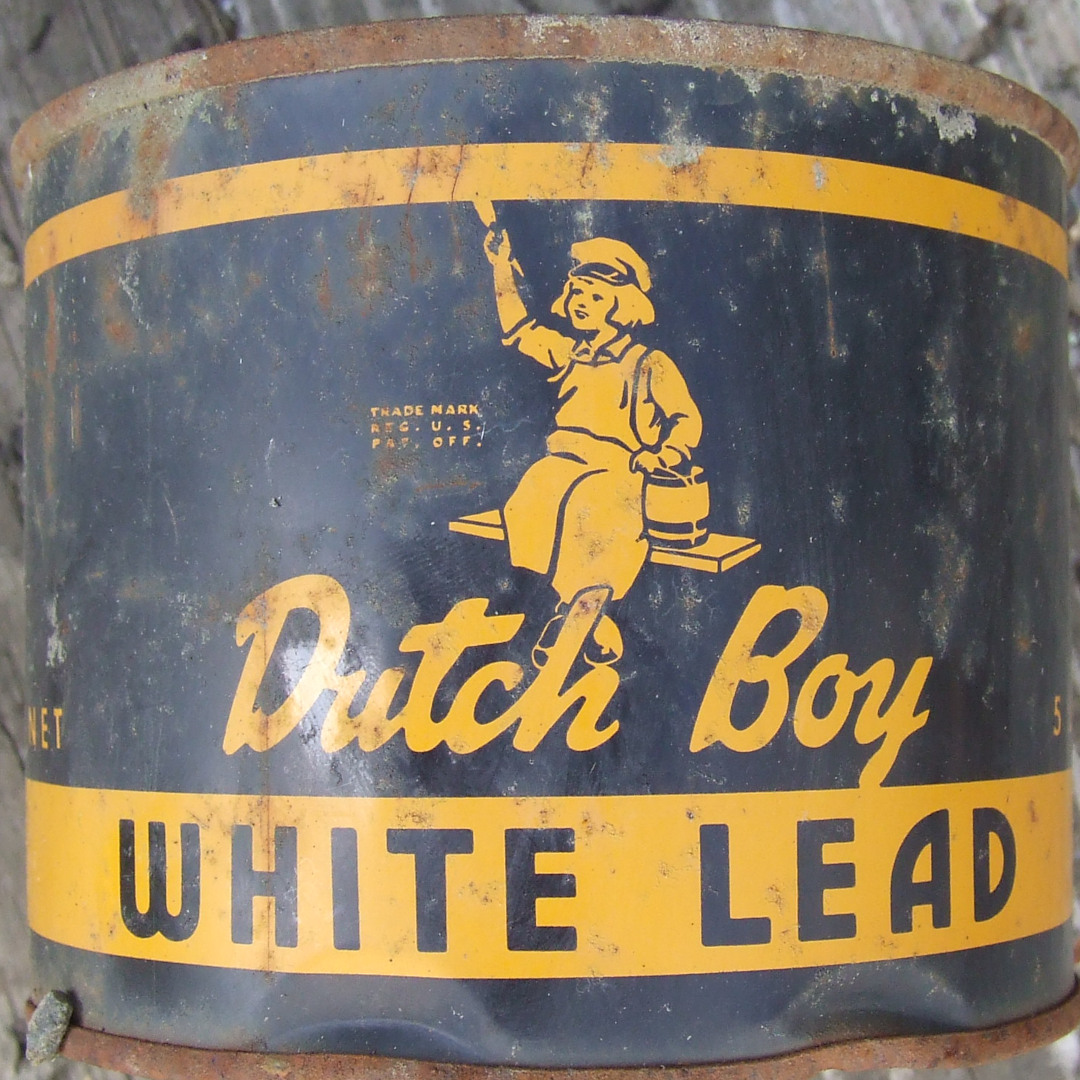 TRADE MARK
REG. U. S.
PAT. OFF.
Dutch Boy
NET 5
WHITE LEAD